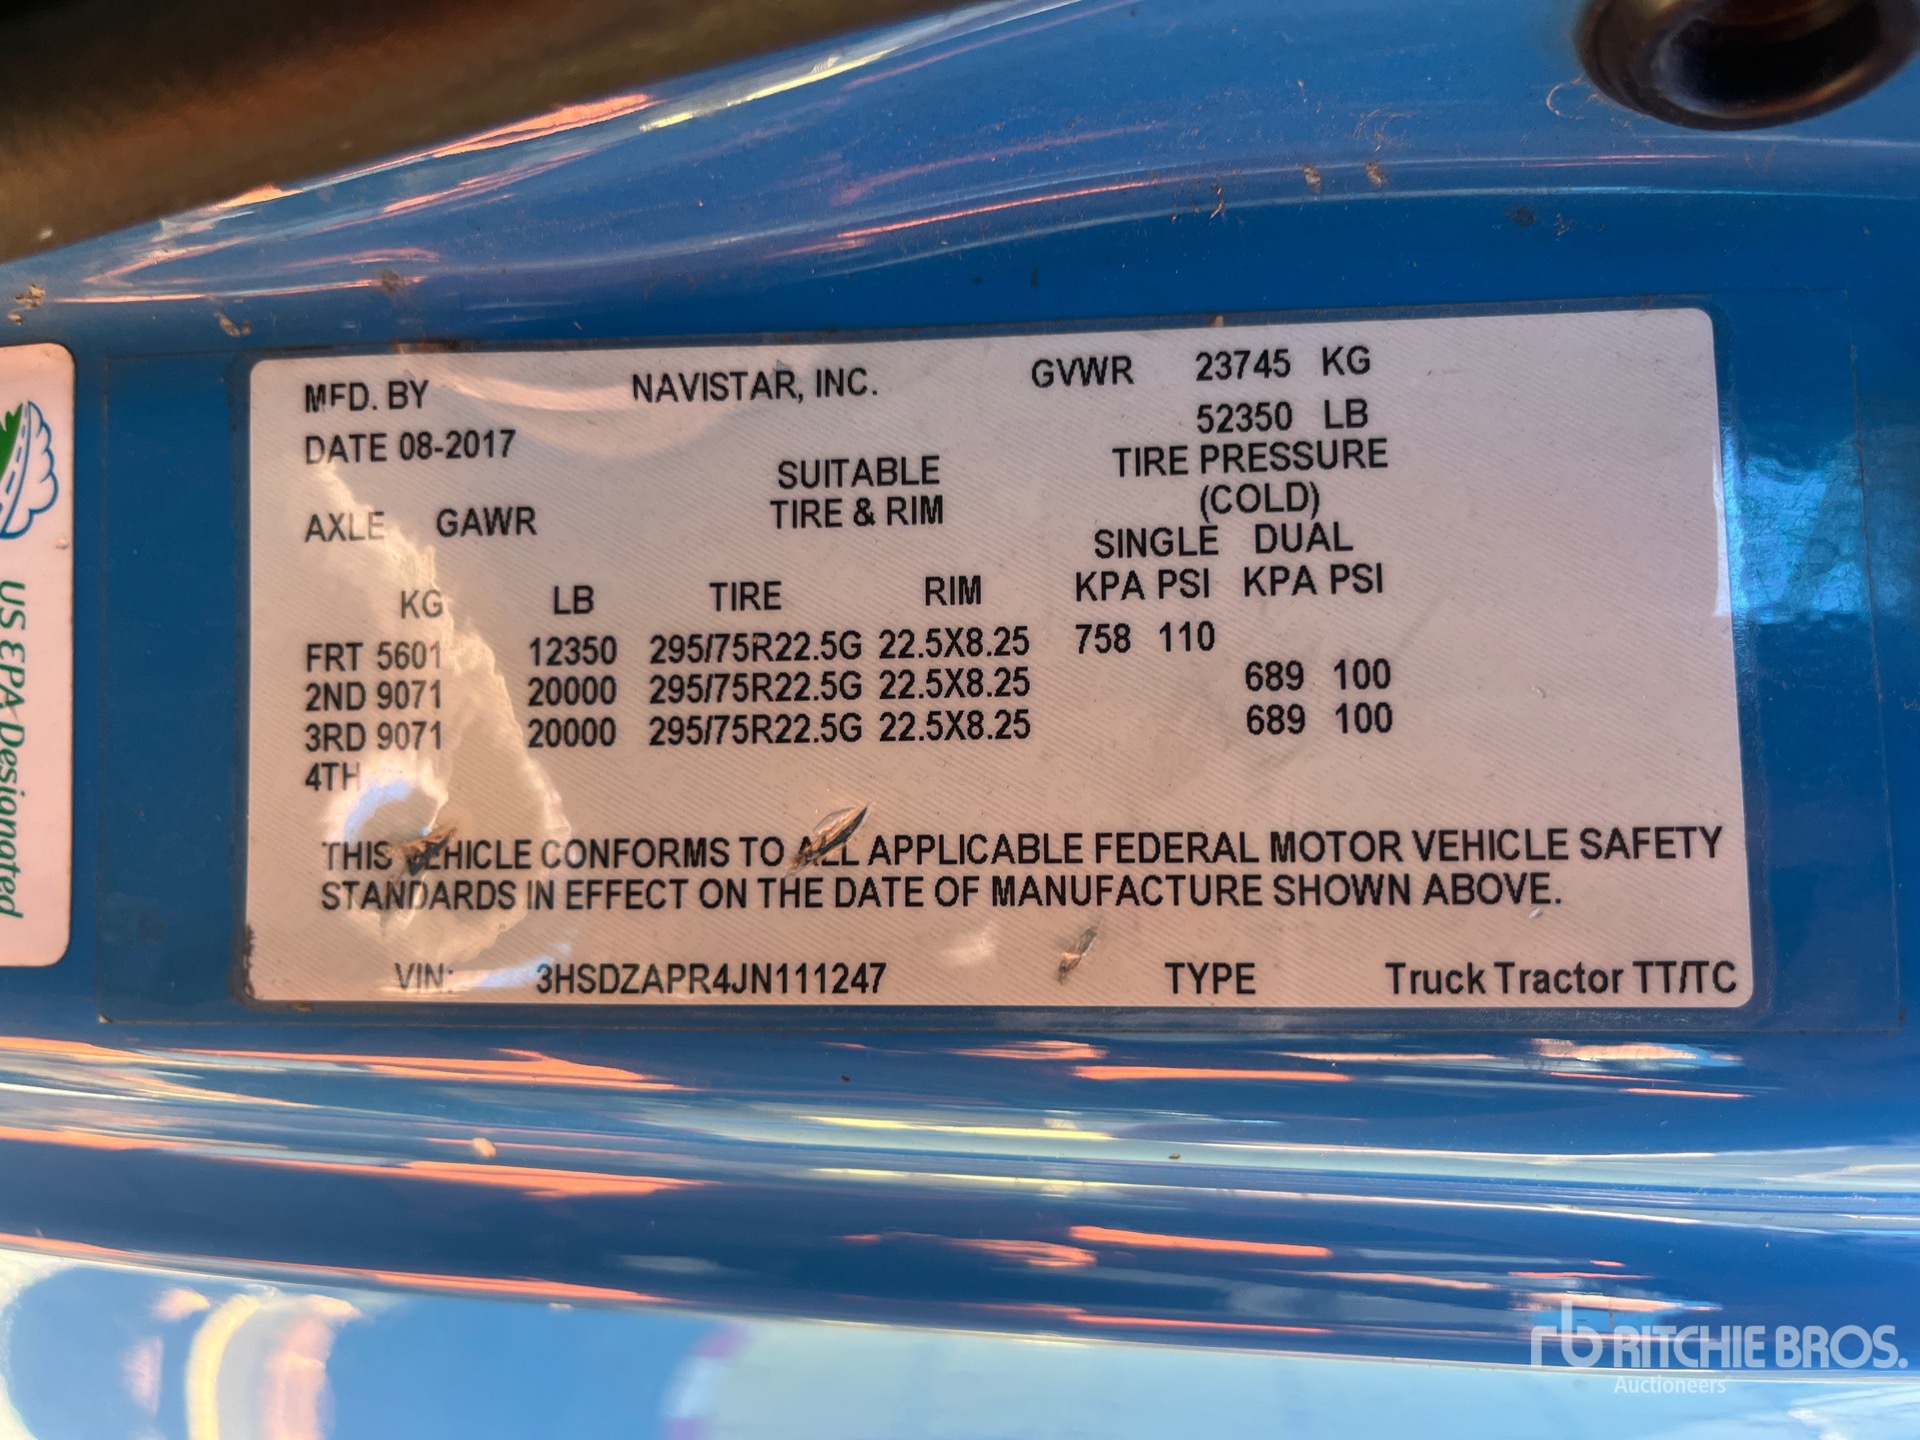 MFD. BY NAVISTAR, INC. GVWR 23745 KG
52350 LB
DATE 08-2017
SUITABLE TIRE PRESSURE
TIRE & RIM (COLD)
AXLE GAWR SINGLE DUAL
KG LB TIRE RIM KPA PSI KPA PSI
FRT 5601 12350 295/75R22.5G 22.5X8.25 758 110
2ND 9071 20000 295/75R22.5G 22.5X8.25 689 100
3RD 9071 20000 295/75R22.5G 22.5X8.25 689 100
4TH
THIS VEHICLE CONFORMS TO ALL APPLICABLE FEDERAL MOTOR VEHICLE SAFETY
STANDARDS IN EFFECT ON THE DATE OF MANUFACTURE SHOWN ABOVE.
VIN: 3HSDZAPR4JN111247 TYPE Truck Tractor TT/TC
US EPA Designated
rb RITCHIE BROS.
Auctioneers